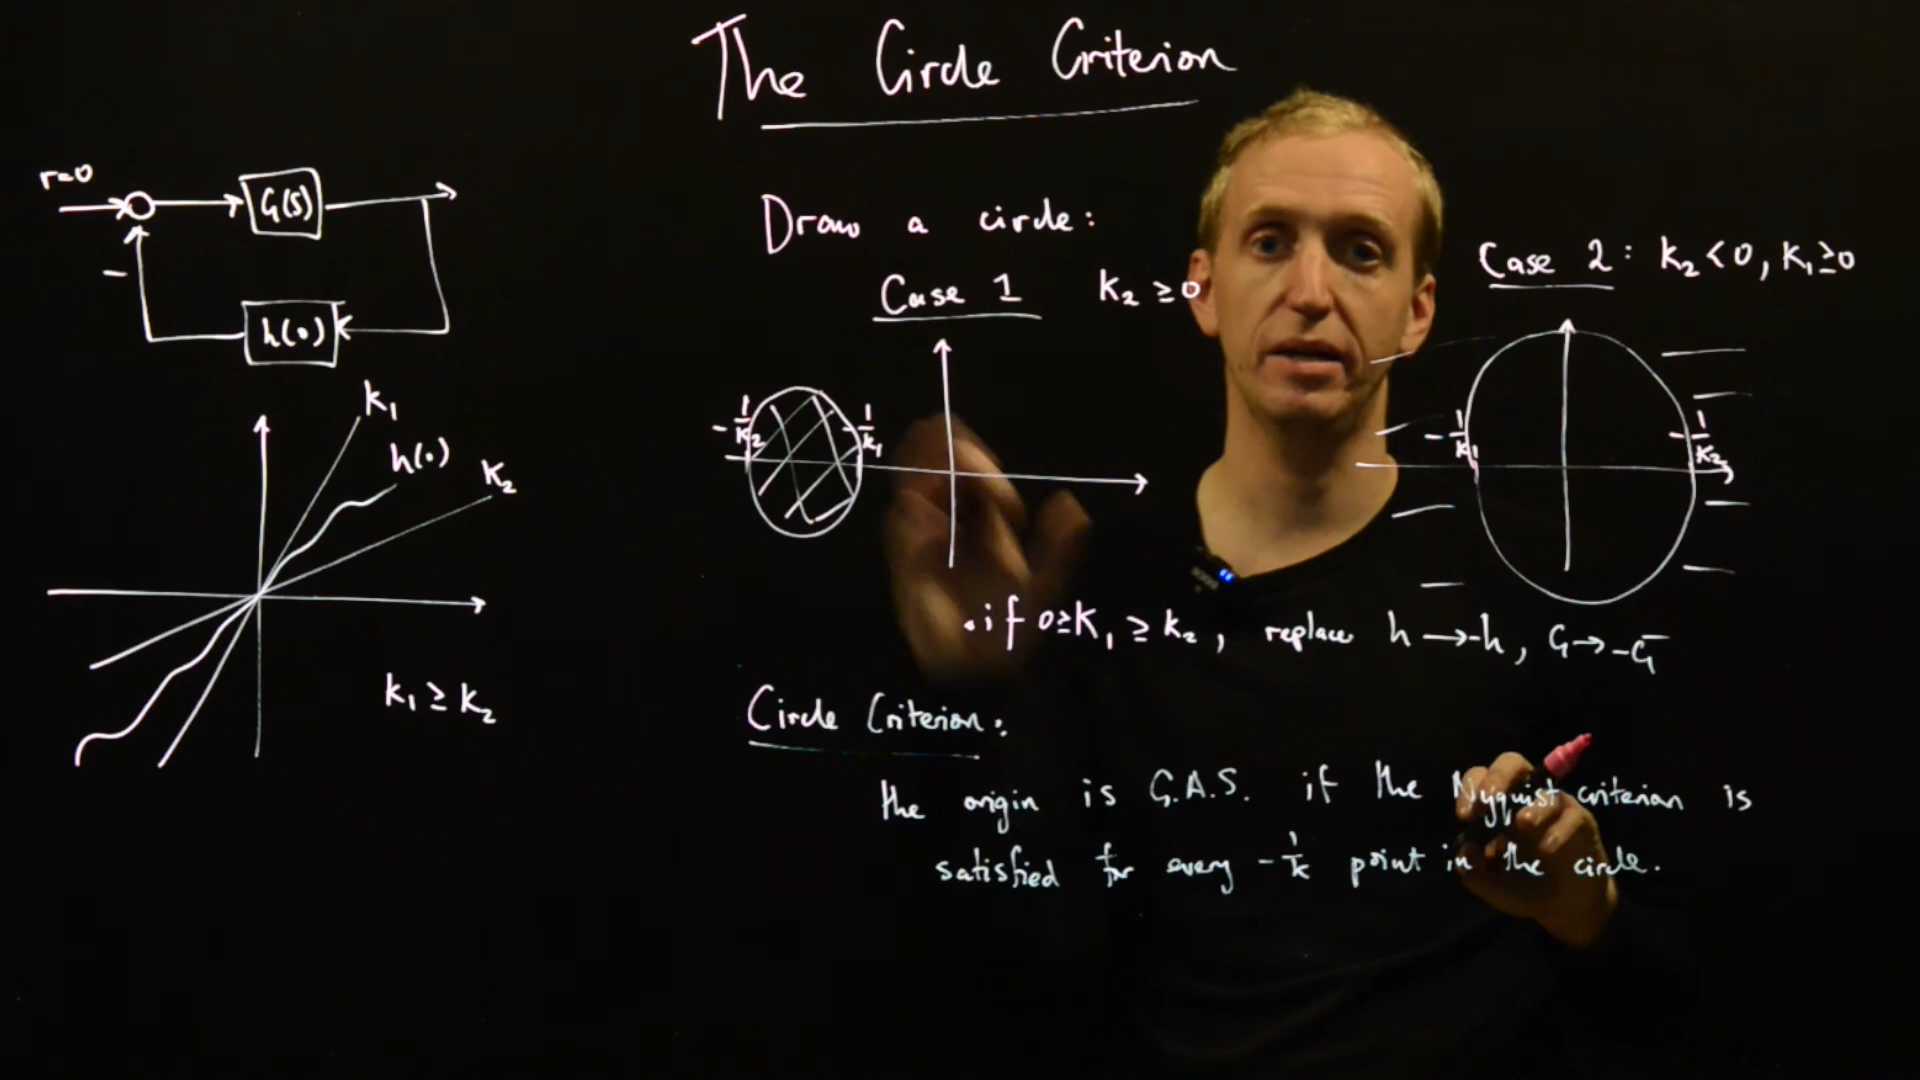 The Circle Criterion
r=0
G(s)
−
h(·)
k₁
h(·)
k₂
k₁ ≥ k₂
Draw a circle:
Case 1 k₂ ≥ 0
-1/k₂ -1/k₁
Case 2: k₂ < 0, k₁ ≥ 0
-1/k₁ -1/k₂
. if 0 ≥ k₁ ≥ k₂, replace h → -h, G → -G
Circle Criterion:
the origin is G.A.S. if the Nyquist criterian is
satisfied for every -1/k point in the circle.